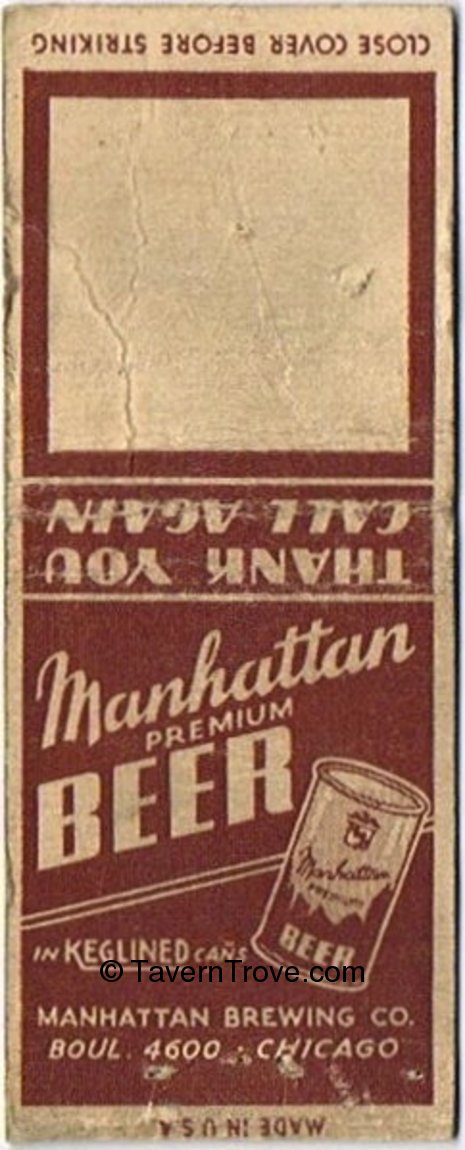 CLOSE COVER BEFORE STRIKING
THANK YOU
CALL AGAIN
Manhattan
PREMIUM
BEER
Manhattan
PREMIUM
BEER
IN KEGLINED CANS
© TavernTrove.com
MANHATTAN BREWING CO.
BOUL. 4600 · CHICAGO
MADE IN U.S.A.